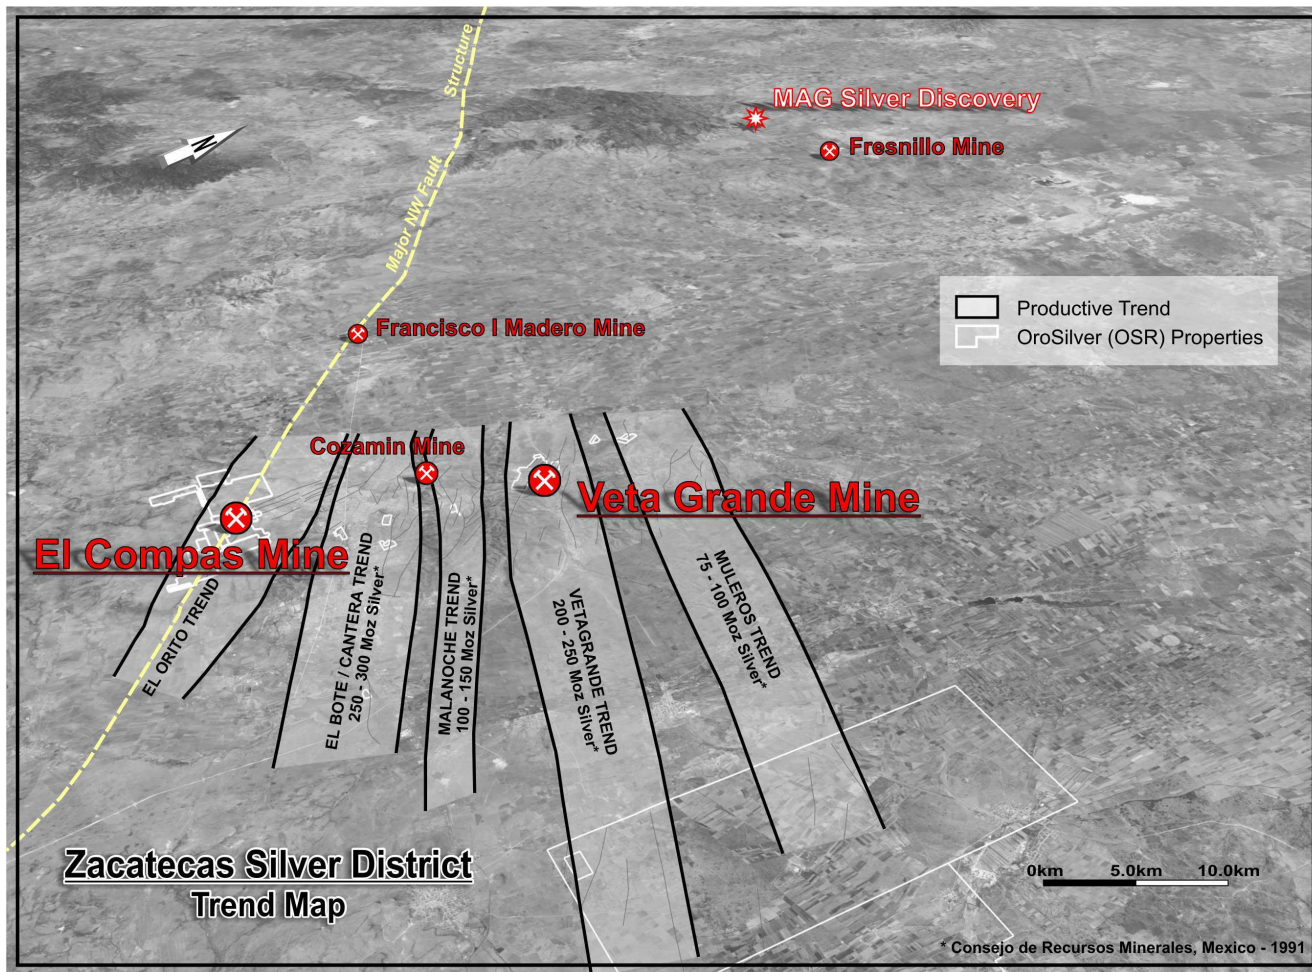 Structure
MAG Silver Discovery
N
Fresnillo Mine
Major NW Fault
Productive Trend
OroSilver (OSR) Properties
Francisco I Madero Mine
Cozamin Mine
Veta Grande Mine
El Compas Mine
EL ORITO TREND
EL BOTE / CANTERA TREND
250 - 300 Moz Silver*
MALANOCHE TREND
100 - 150 Moz Silver*
VETAGRANDE TREND
200 - 250 Moz Silver*
MULEROS TREND
75 - 100 Moz Silver*
Zacatecas Silver District
Trend Map
0km 5.0km 10.0km
* Consejo de Recursos Minerales, Mexico - 1991